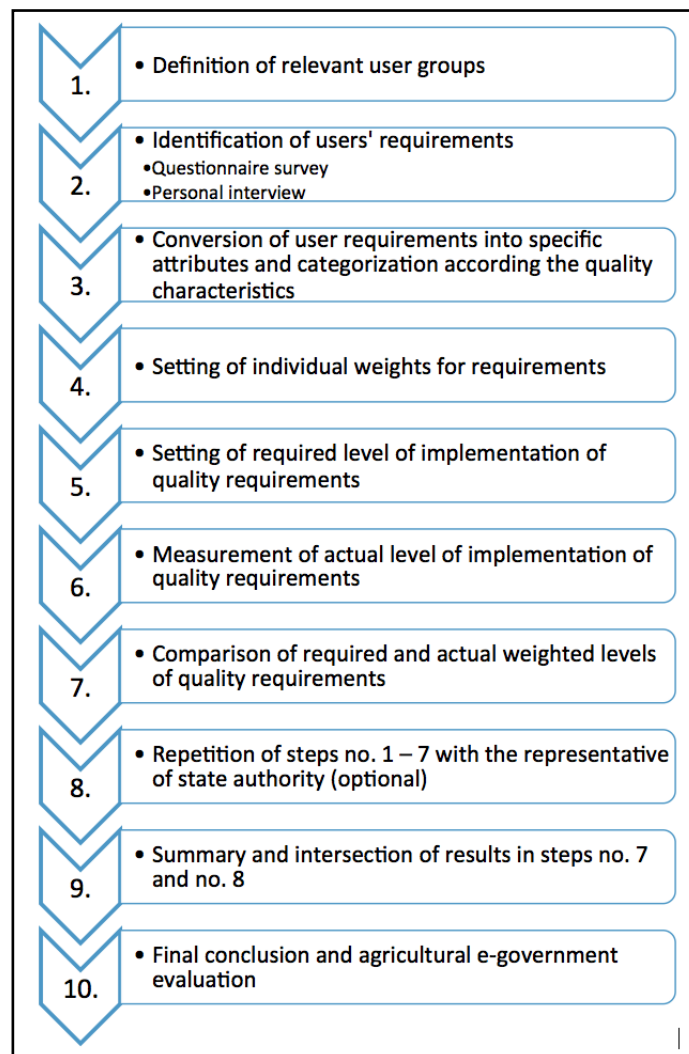 1.
• Definition of relevant user groups
2.
• Identification of users' requirements
•Questionnaire survey
•Personal interview
3.
• Conversion of user requirements into specific
attributes and categorization according the quality
characteristics
4.
• Setting of individual weights for requirements
5.
• Setting of required level of implementation of
quality requirements
6.
• Measurement of actual level of implementation of
quality requirements
7.
• Comparison of required and actual weighted levels
of quality requirements
8.
• Repetition of steps no. 1 – 7 with the representative
of state authority (optional)
9.
• Summary and intersection of results in steps no. 7
and no. 8
10.
• Final conclusion and agricultural e-government
evaluation